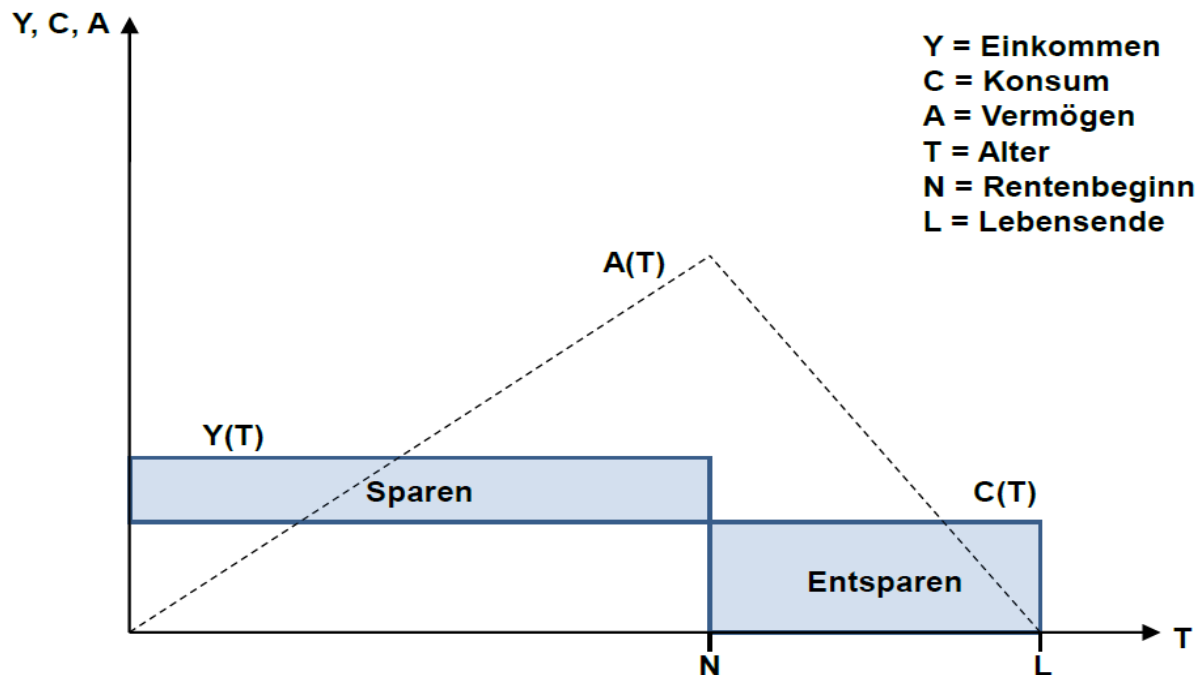 Y, C, A
Y = Einkommen
C = Konsum
A = Vermögen
T = Alter
N = Rentenbeginn
L = Lebensende
A(T)
Y(T)
Sparen
C(T)
Entsparen
T
N
L